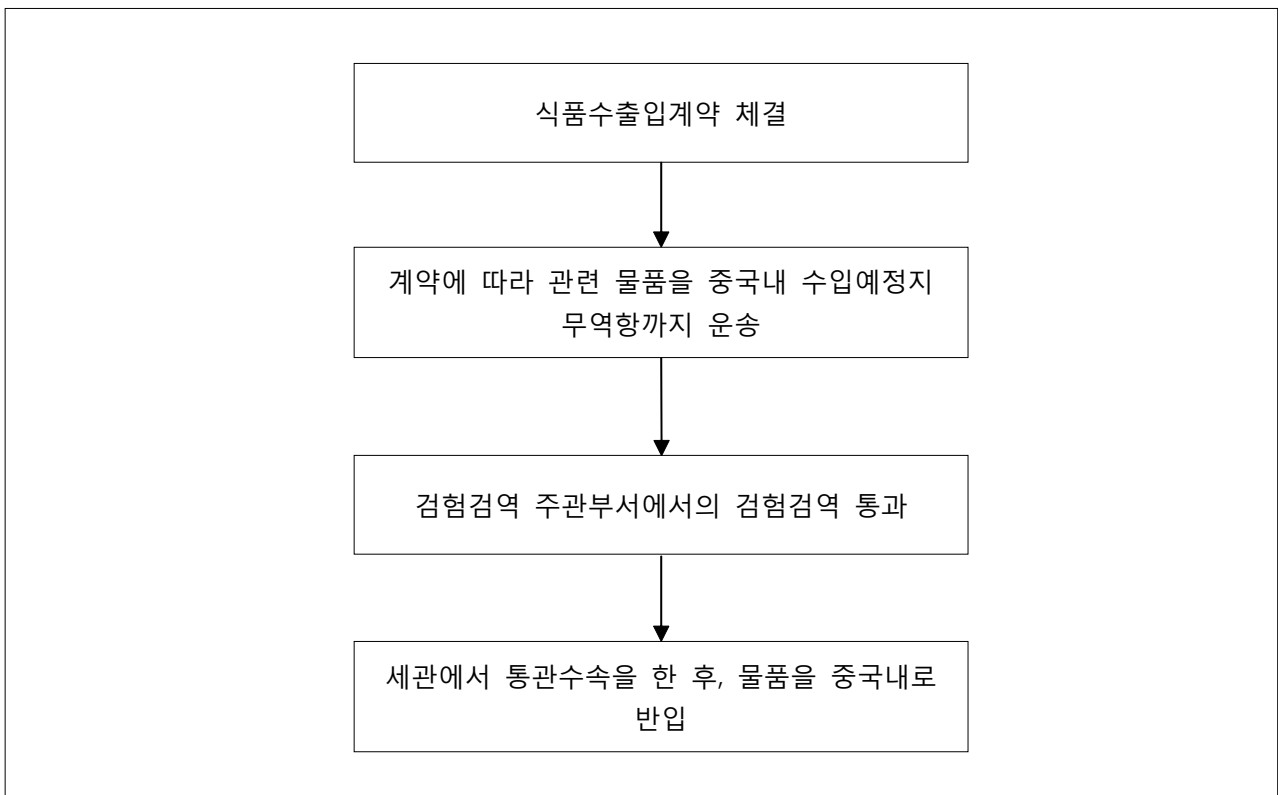 식품수출입계약 체결
계약에 따라 관련 물품을 중국내 수입예정지
무역항까지 운송
검험검역 주관부서에서의 검험검역 통과
세관에서 통관수속을 한 후, 물품을 중국내로
반입